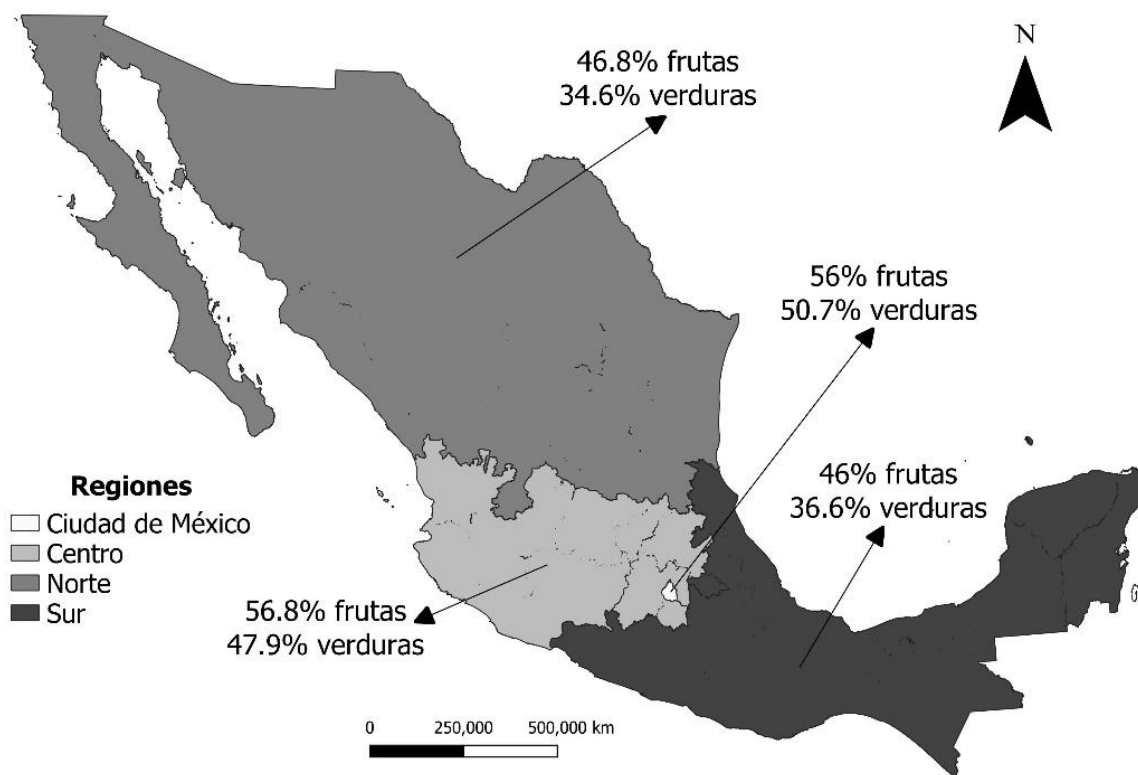 N
46.8% frutas
34.6% verduras
56% frutas
50.7% verduras
46% frutas
36.6% verduras
Regiones
Ciudad de México
Centro
Norte
Sur
56.8% frutas
47.9% verduras
0 250,000 500,000 km